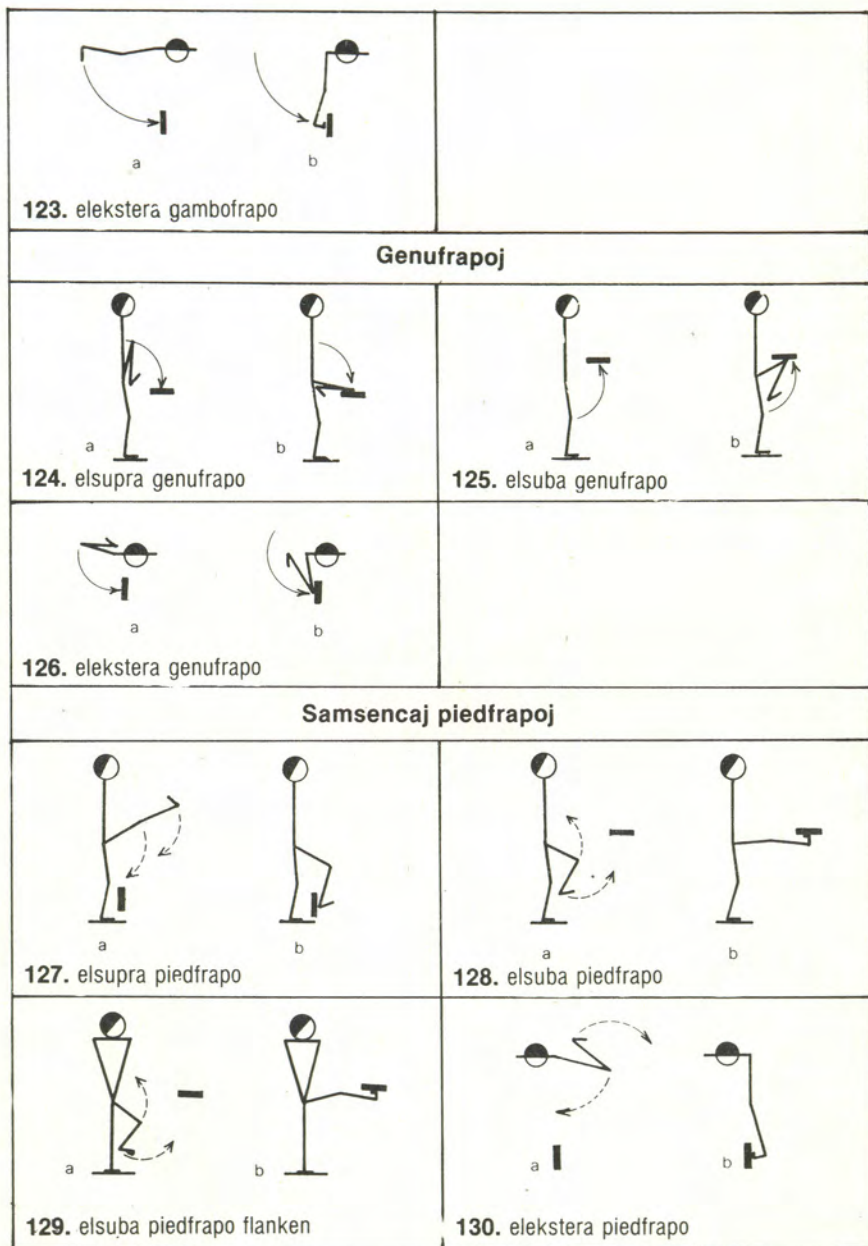 a b
123. elekstera gambofrapo
Genufrapoj
a b
124. elsupra genufrapo
a b
125. elsuba genufrapo
a b
126. elekstera genufrapo
Samsencaj piedfrapoj
a b
127. elsupra piedfrapo
a b
128. elsuba piedfrapo
a b
129. elsuba piedfrapo flanken
a b
130. elekstera piedfrapo